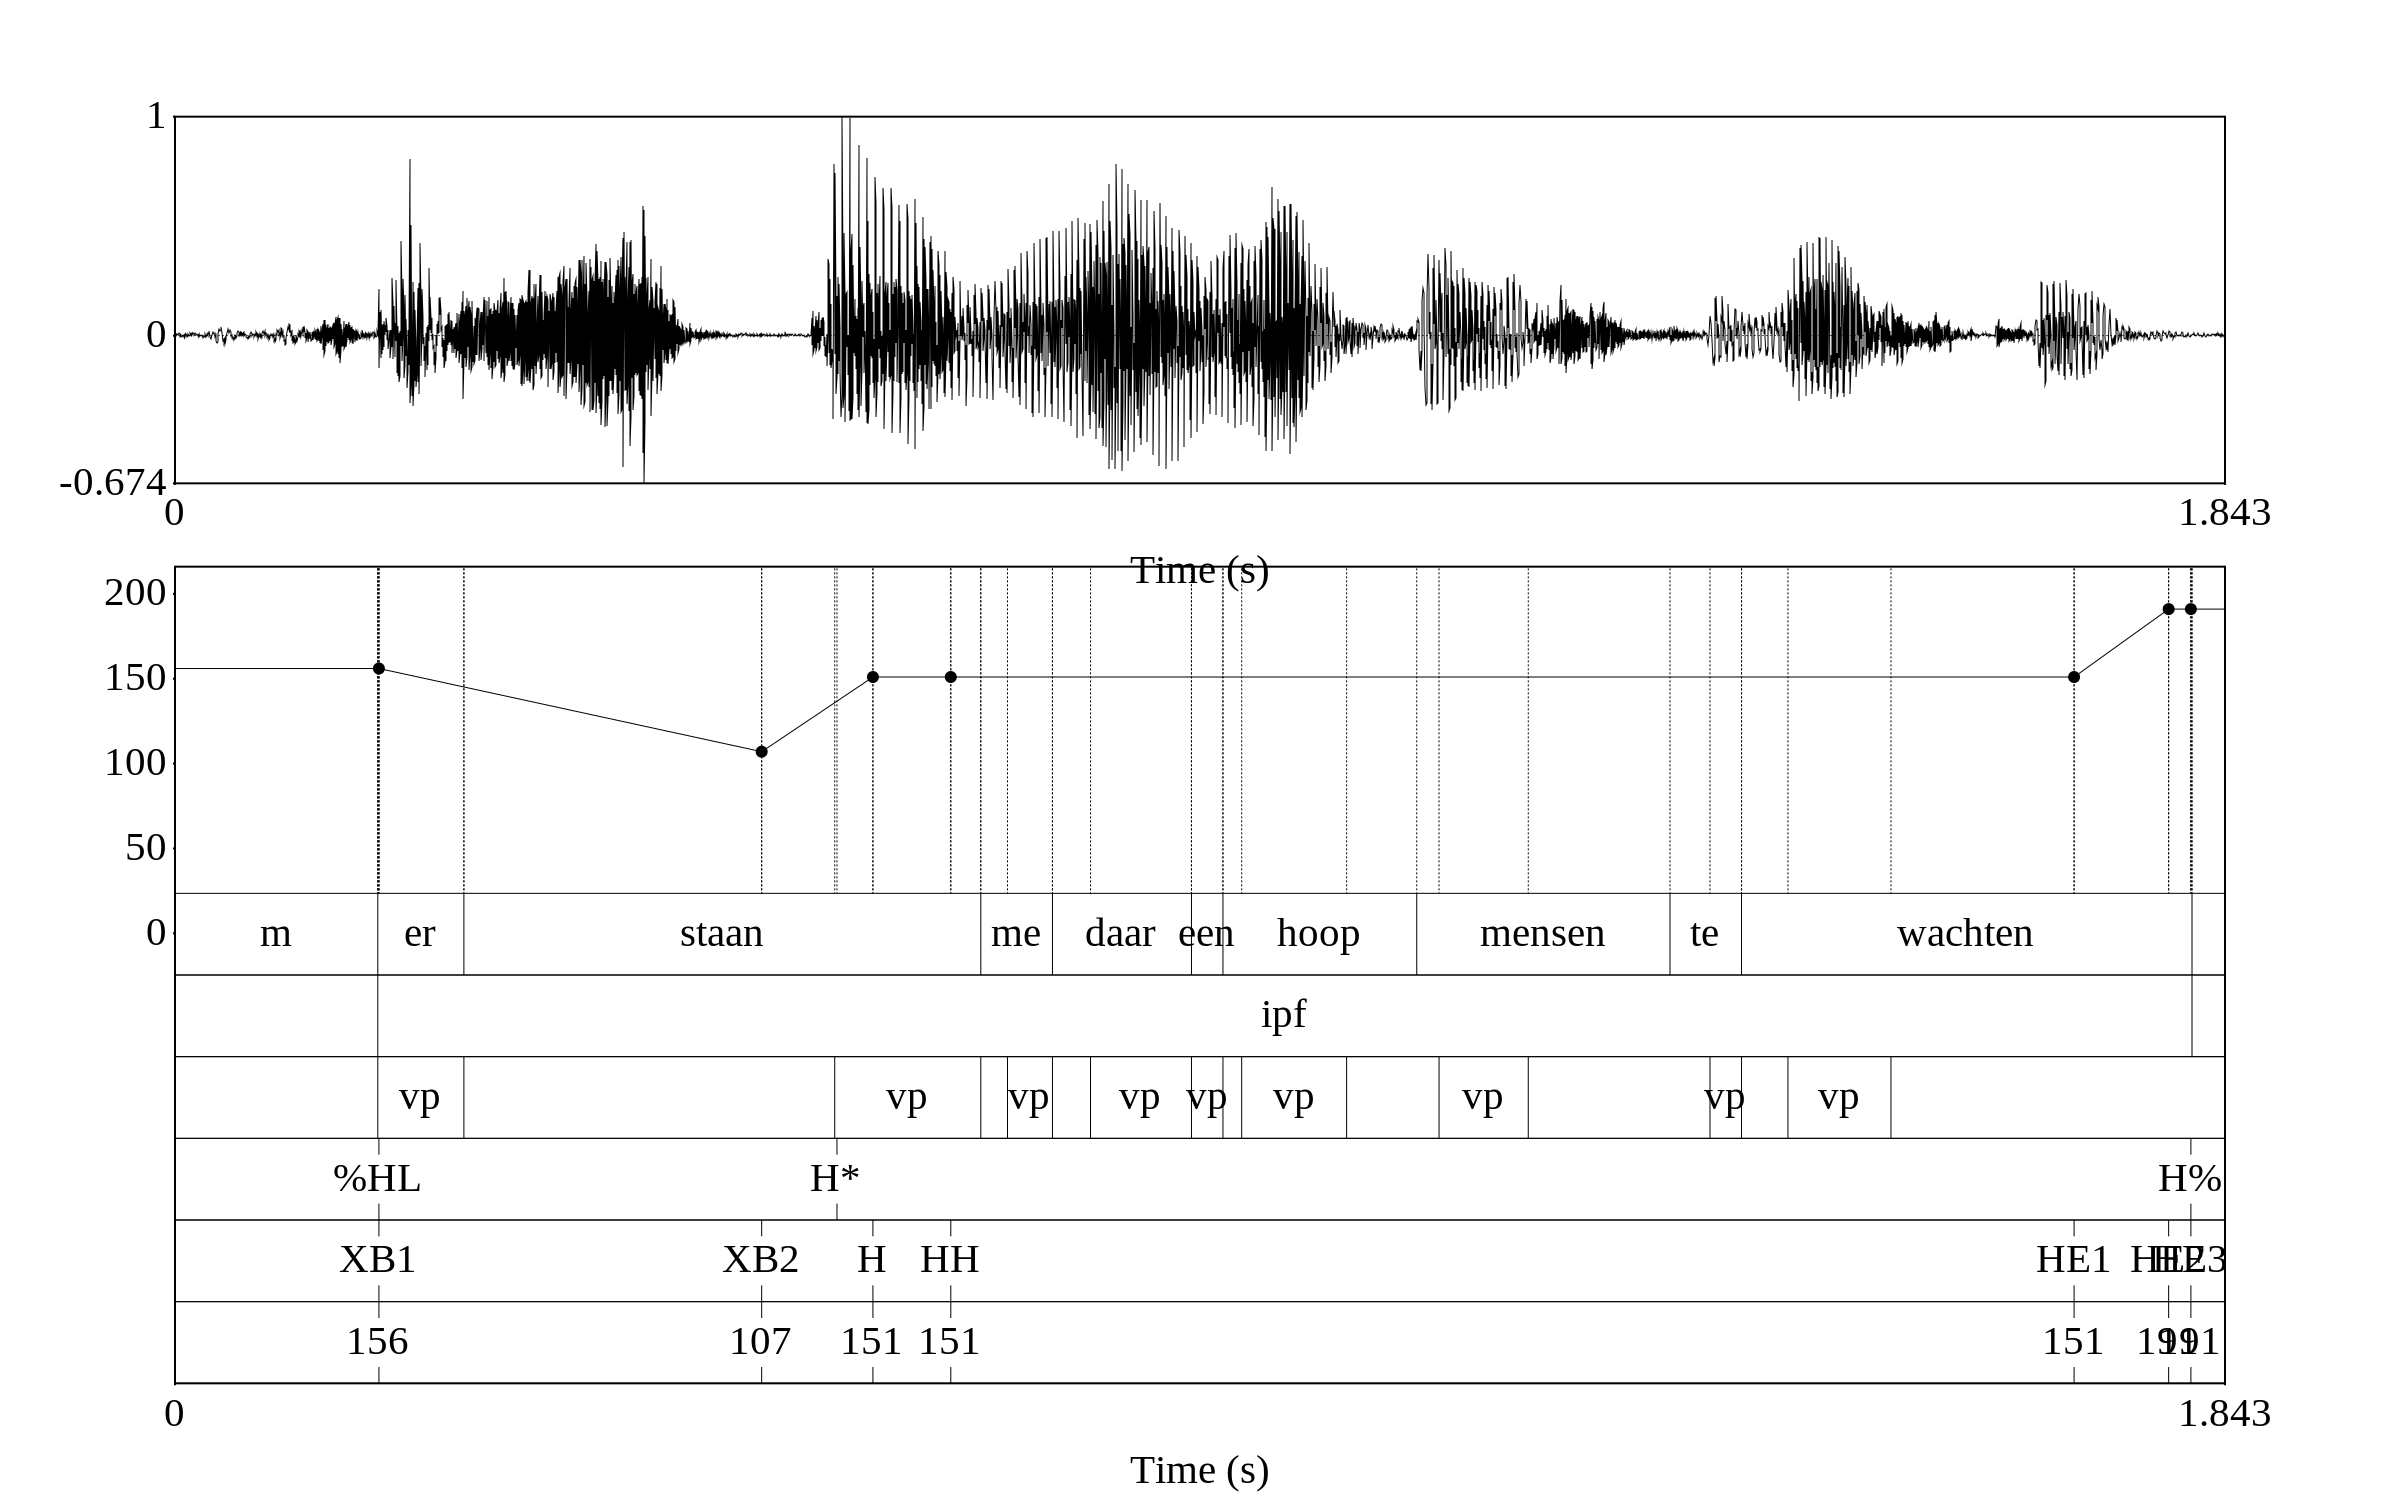 1
0
-0.674
0 1.843
Time (s)
200
150
100
50
0
m er staan me daar een hoop mensen te wachten
ipf
vp vp vp vp vp vp vp vp vp
%HL H* H%
XB1 XB2 H HH HE1 HE2 HE3
156 107 151 151 151 191 191
0 1.843
Time (s)